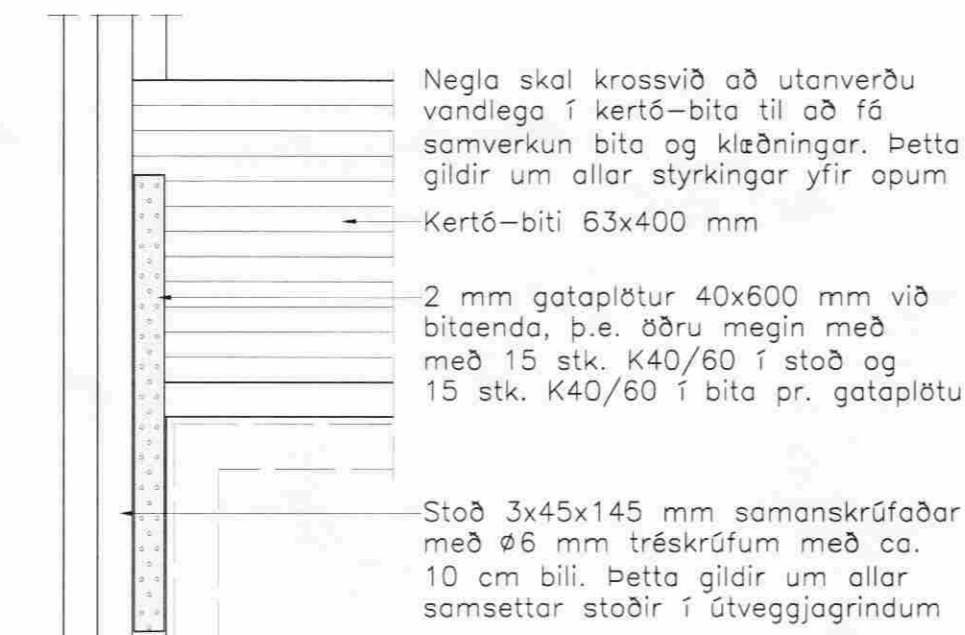 Negla skal krossvið að utanverðu
vandlega í kertó-bita til að fá
samverkun bita og klæðningar. Þetta
gildir um allar styrkingar yfir opum
Kertó-biti 63x400 mm
2 mm gataplötur 40x600 mm við
bitaenda, þ.e. öðru megin með
með 15 stk. K40/60 í stoð og
15 stk. K40/60 í bita pr. gataplötu
Stoð 3x45x145 mm samanskrúfaðar
með ø6 mm tréskrúfum með ca.
10 cm bili. Þetta gildir um allar
samsettar stoðir í útveggjagrindum